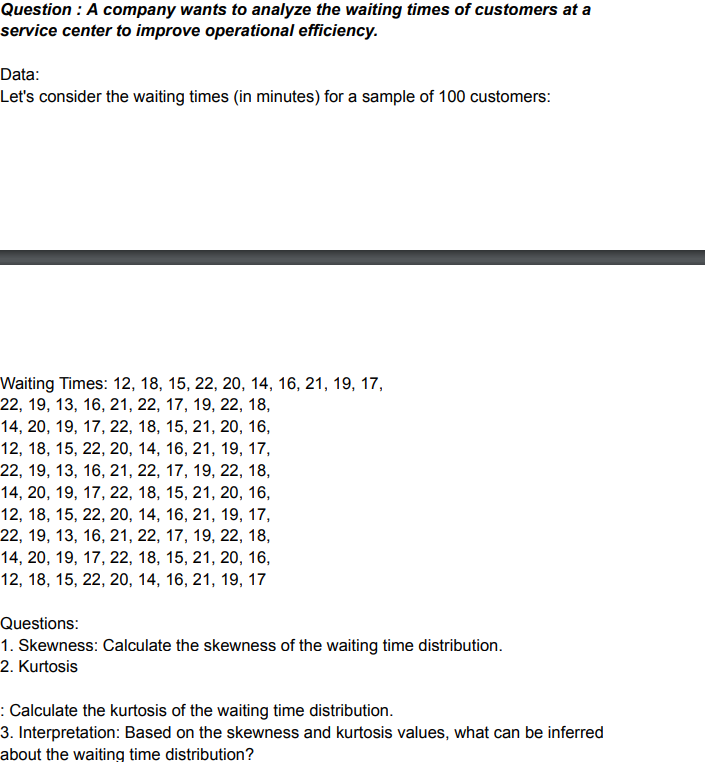 Question : A company wants to analyze the waiting times of customers at a
service center to improve operational efficiency.
Data:
Let's consider the waiting times (in minutes) for a sample of 100 customers:
Waiting Times: 12, 18, 15, 22, 20, 14, 16, 21, 19, 17,
22, 19, 13, 16, 21, 22, 17, 19, 22, 18,
14, 20, 19, 17, 22, 18, 15, 21, 20, 16,
12, 18, 15, 22, 20, 14, 16, 21, 19, 17,
22, 19, 13, 16, 21, 22, 17, 19, 22, 18,
14, 20, 19, 17, 22, 18, 15, 21, 20, 16,
12, 18, 15, 22, 20, 14, 16, 21, 19, 17,
22, 19, 13, 16, 21, 22, 17, 19, 22, 18,
14, 20, 19, 17, 22, 18, 15, 21, 20, 16,
12, 18, 15, 22, 20, 14, 16, 21, 19, 17
Questions:
1. Skewness: Calculate the skewness of the waiting time distribution.
2. Kurtosis
: Calculate the kurtosis of the waiting time distribution.
3. Interpretation: Based on the skewness and kurtosis values, what can be inferred
about the waiting time distribution?